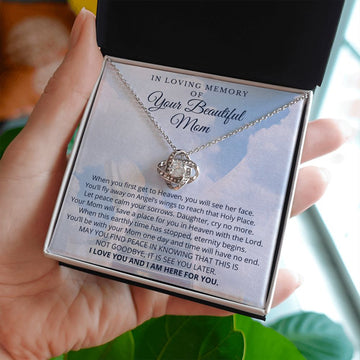 IN LOVING MEMORY
OF
Your Beautiful
Mom
When you first get to Heaven, you will see her face.
You'll fly away on Angel's wings to reach that Holy Place.
Let peace calm your sorrows. Daughter, cry no more.
Your Mom will save a place for you in Heaven with the Lord.
When this earthly time has stopped, eternity begins.
You'll be with your Mom one day and time will have no end.
MAY YOU FIND PEACE IN KNOWING THAT THIS IS
NOT GOODBYE, IT IS SEE YOU LATER.
I LOVE YOU AND I AM HERE FOR YOU.